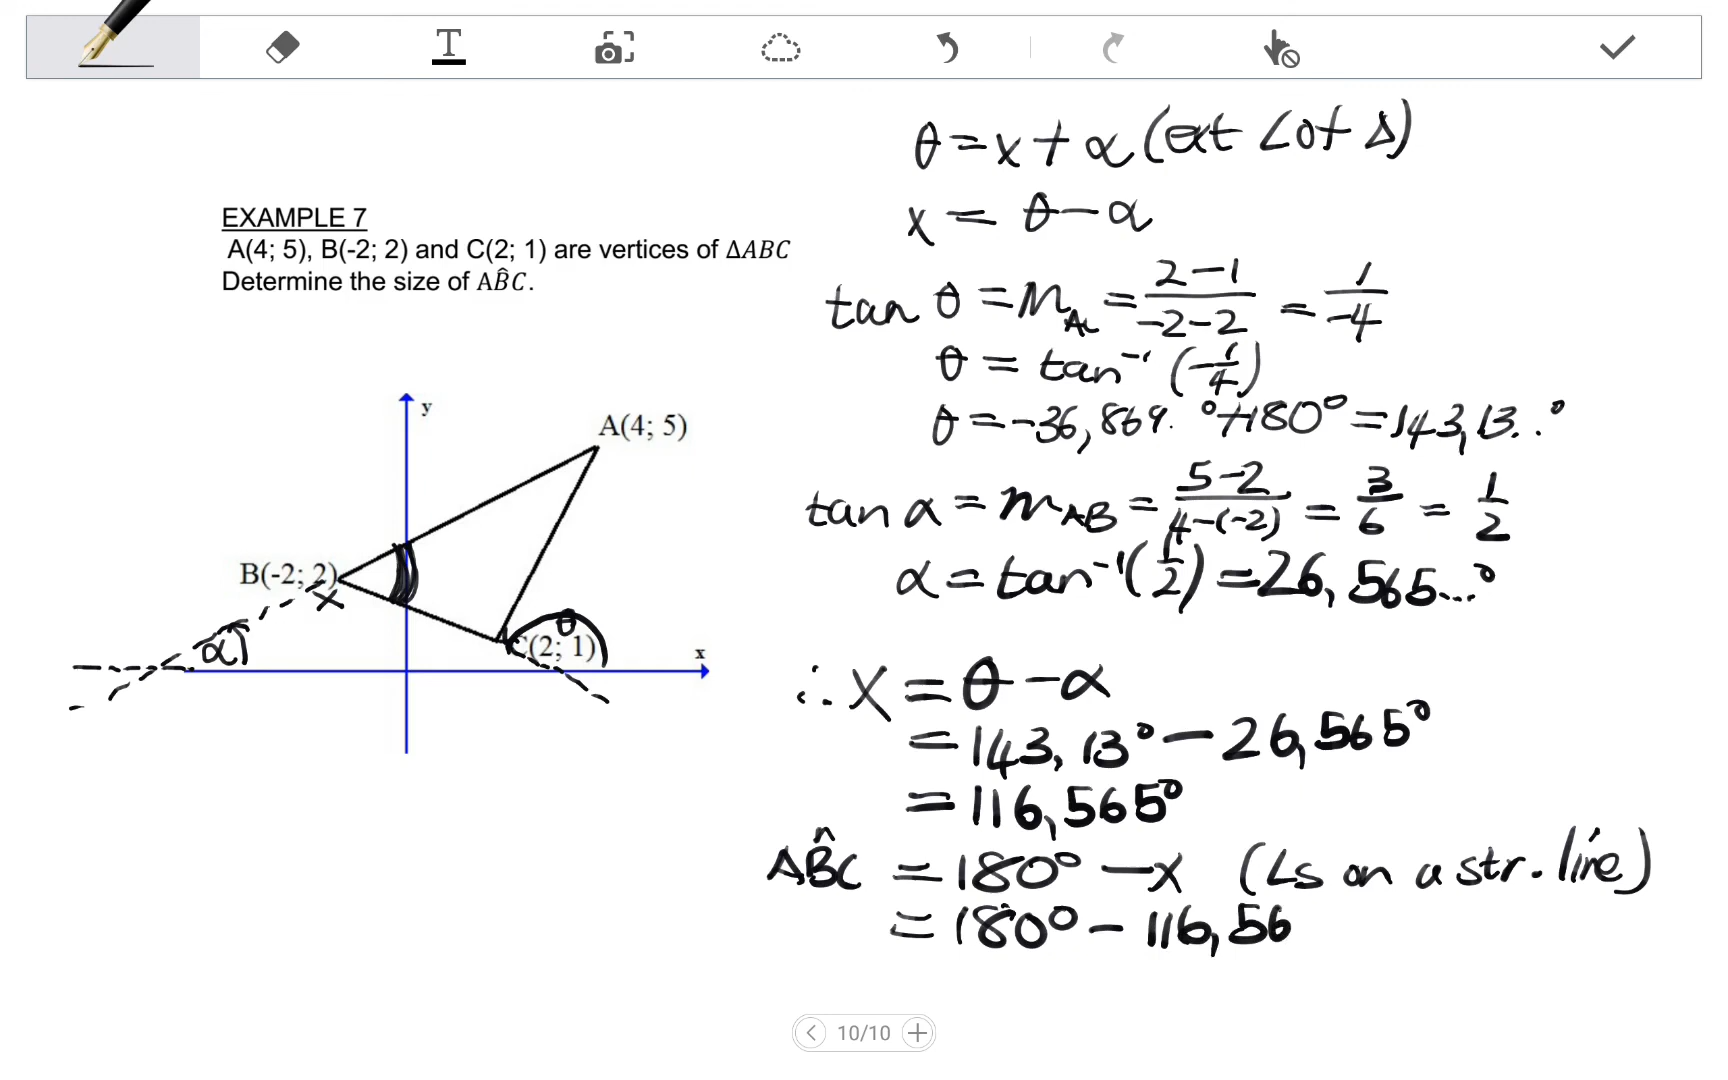 T
EXAMPLE 7
A(4; 5), B(-2; 2) and C(2; 1) are vertices of ΔABC
Determine the size of AB̂C.
y
A(4; 5)
B(-2; 2)
x
α
θ
C(2; 1)
x
θ = x + α (ext ∠ of Δ)
x = θ - α
tan θ = M_AC = (2-1)/(-2-2) = 1/-4
θ = tan⁻¹ (-1/4)
θ = -36,869.° + 180° = 143,13..°
tan α = m_AB = (5-2)/(4-(-2)) = 3/6 = 1/2
α = tan⁻¹(1/2) = 26,565...°
∴ x = θ - α
= 143,13° - 26,565°
= 116,565°
AB̂C = 180° - x (∠s on a str. line)
= 180° - 116,56
10/10